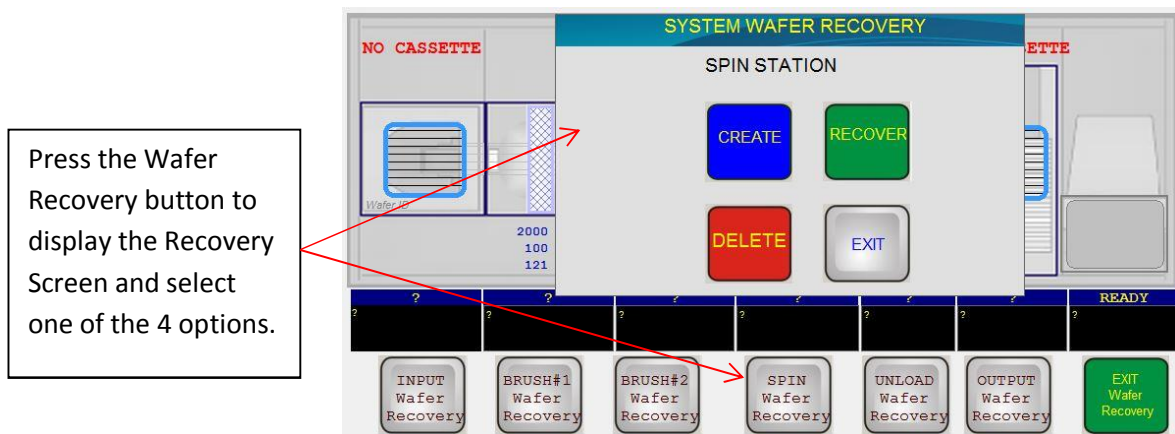 Press the Wafer
Recovery button to
display the Recovery
Screen and select
one of the 4 options.
SYSTEM WAFER RECOVERY
NO CASSETTE
ETTE
SPIN STATION
CREATE
RECOVER
Wafer ID
DELETE
EXIT
2000
100
121
? ? ? ? ? ? READY
? ? ? ? ? ? ?
INPUT
Wafer
Recovery
BRUSH#1
Wafer
Recovery
BRUSH#2
Wafer
Recovery
SPIN
Wafer
Recovery
UNLOAD
Wafer
Recovery
OUTPUT
Wafer
Recovery
EXIT
Wafer
Recovery